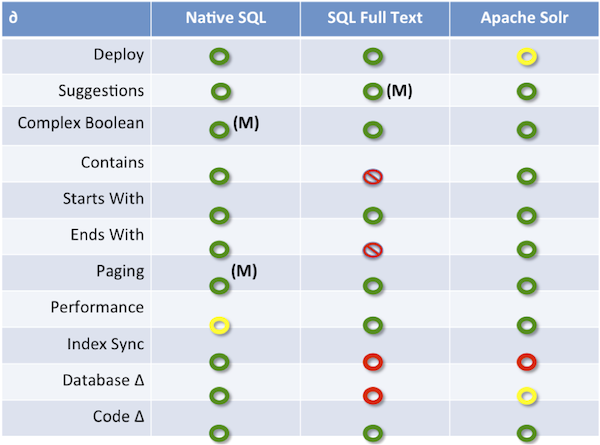 ∂ Native SQL SQL Full Text Apache Solr
Deploy
Suggestions (M)
Complex Boolean (M)
Contains
Starts With
Ends With
Paging (M)
Performance
Index Sync
Database Δ
Code Δ